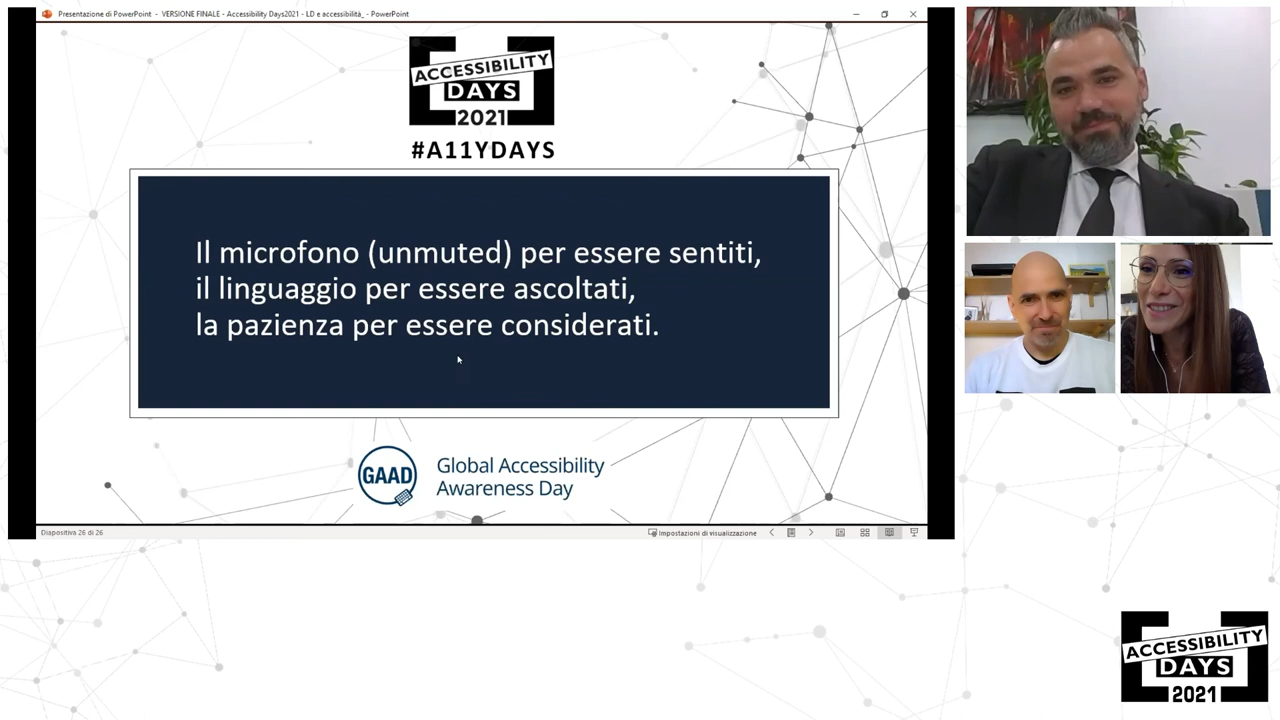 Presentazione di PowerPoint - VERSIONE FINALE - Accessibility Days2021 - LD e accessibilità_ - PowerPoint
ACCESSIBILITY
DAYS
2021
#A11YDAYS
Il microfono (unmuted) per essere sentiti,
il linguaggio per essere ascoltati,
la pazienza per essere considerati.
GAAD
Global Accessibility
Awareness Day
Diapositiva 26 di 26
Impostazioni di visualizzazione
ACCESSIBILITY
DAYS
2021